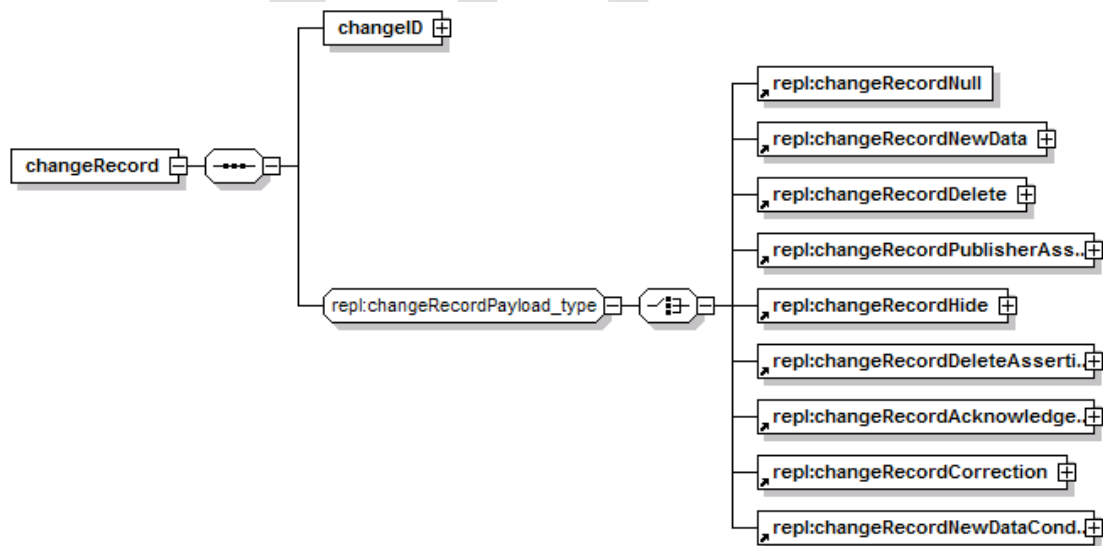 changeID
repl:changeRecordNull
repl:changeRecordNewData
changeRecord
repl:changeRecordDelete
repl:changeRecordPublisherAss..
repl:changeRecordPayload_type
repl:changeRecordHide
repl:changeRecordDeleteAsserti..
repl:changeRecordAcknowledge..
repl:changeRecordCorrection
repl:changeRecordNewDataCond..